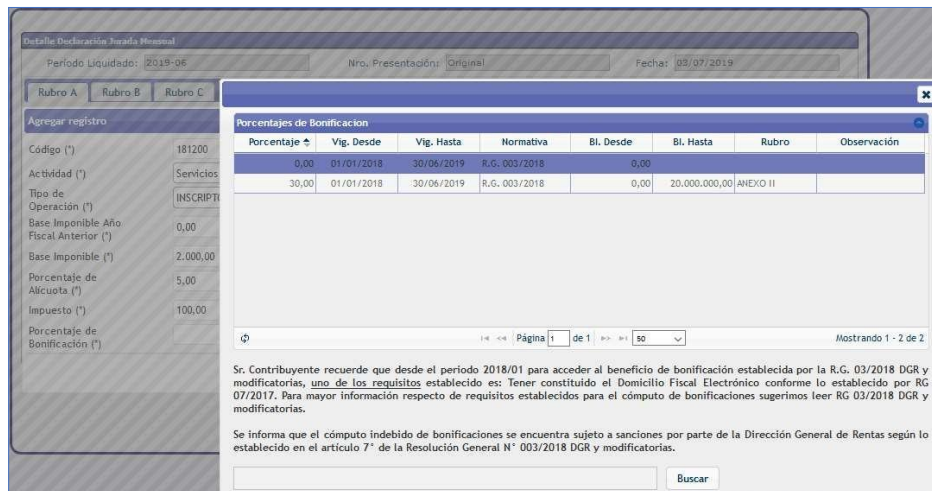 Detalle Declaración Jurada Mensual
Período Liquidado: 2019-06 Nro. Presentación: Original Fecha: 03/07/2019
Rubro A Rubro B Rubro C
Agregar registro
Código (*) 181200
Actividad (*) Servicios
Tipo de
Operación (*) INSCRIPTO
Base Imponible Año
Fiscal Anterior (*) 0,00
Base Imponible (*) 2.000,00
Porcentaje de
Alícuota (*) 5,00
Impuesto (*) 100,00
Porcentaje de
Bonificación (*)
Porcentajes de Bonificacion
Porcentaje Vig. Desde Vig. Hasta Normativa BI. Desde BI. Hasta Rubro Observación
0,00 01/01/2018 30/06/2019 R.G. 003/2018 0,00
30,00 01/01/2018 30/06/2019 R.G. 003/2018 0,00 20.000.000,00 ANEXO II
Página 1 de 1 50 Mostrando 1 - 2 de 2
Sr. Contribuyente recuerde que desde el periodo 2018/01 para acceder al beneficio de bonificación establecida por la R.G. 03/2018 DGR y
modificatorias, uno de los requisitos establecido es: Tener constituido el Domicilio Fiscal Electrónico conforme lo establecido por RG
07/2017. Para mayor información respecto de requisitos establecidos para el cómputo de bonificaciones sugerimos leer RG 03/2018 DGR y
modificatorias.
Se informa que el cómputo indebido de bonificaciones se encuentra sujeto a sanciones por parte de la Dirección General de Rentas según lo
establecido en el artículo 7° de la Resolución General N° 003/2018 DGR y modificatorias.
Buscar